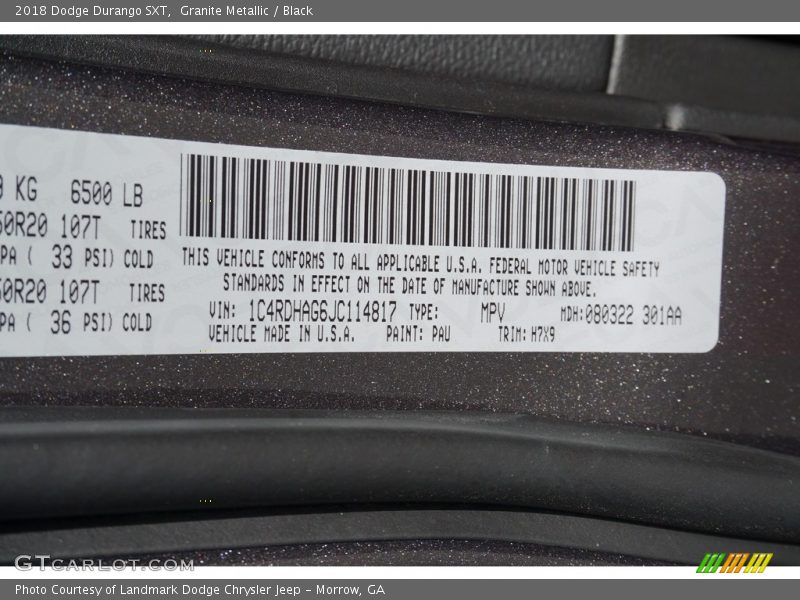 2018 Dodge Durango SXT,  Granite Metallic / Black
KG 6500 LB
50R20 107T TIRES
PA ( 33 PSI) COLD
50R20 107T TIRES
PA ( 36 PSI) COLD
THIS VEHICLE CONFORMS TO ALL APPLICABLE U.S.A. FEDERAL MOTOR VEHICLE SAFETY
STANDARDS IN EFFECT ON THE DATE OF MANUFACTURE SHOWN ABOVE.
VIN: 1C4RDHAG6JC114817 TYPE: MPV MDH:080322 301AA
VEHICLE MADE IN U.S.A. PAINT: PAU TRIM: H7X9
GTCARLOT.COM
Photo Courtesy of Landmark Dodge Chrysler Jeep – Morrow, GA